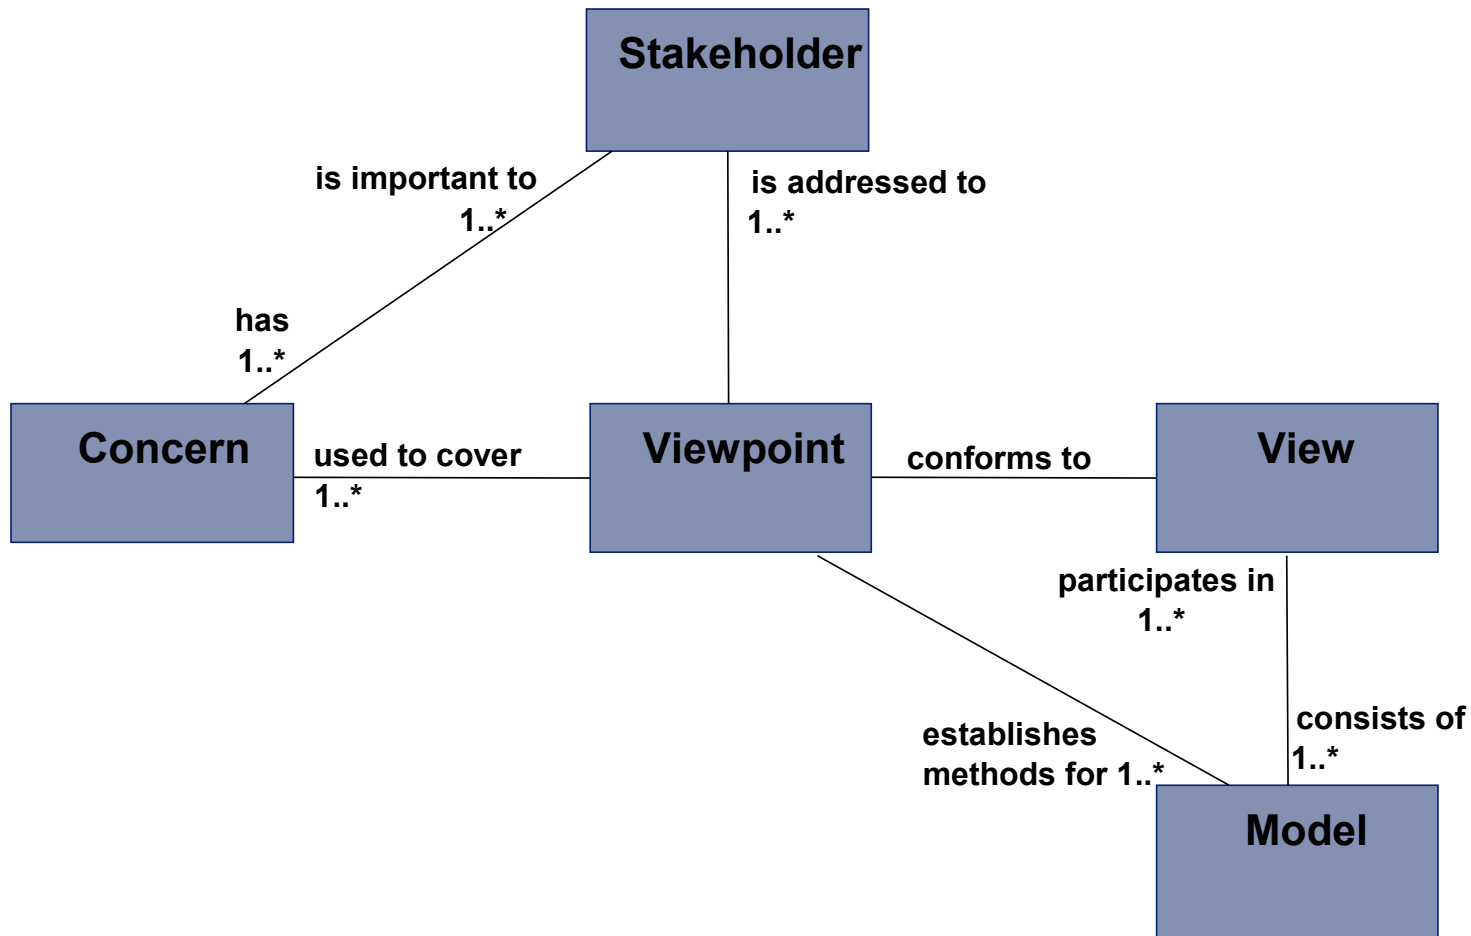 Stakeholder
is important to
1..*
is addressed to
1..*
has
1..*
Concern
used to cover
1..*
Viewpoint
conforms to
View
participates in
1..*
establishes
methods for 1..*
consists of
1..*
Model